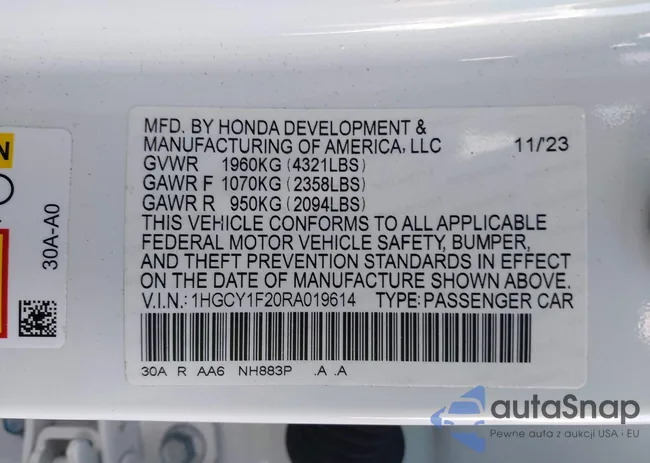 MFD. BY HONDA DEVELOPMENT &
MANUFACTURING OF AMERICA, LLC 11/'23
GVWR 1960KG (4321LBS)
GAWR F 1070KG (2358LBS)
GAWR R 950KG (2094LBS)
THIS VEHICLE CONFORMS TO ALL APPLICABLE
FEDERAL MOTOR VEHICLE SAFETY, BUMPER,
AND THEFT PREVENTION STANDARDS IN EFFECT
ON THE DATE OF MANUFACTURE SHOWN ABOVE.
V.I.N.: 1HGCY1F20RA019614 TYPE: PASSENGER CAR
30A R AA6 NH883P .A .A
30A-A0
autaSnap
Pewne auta z aukcji USA i EU